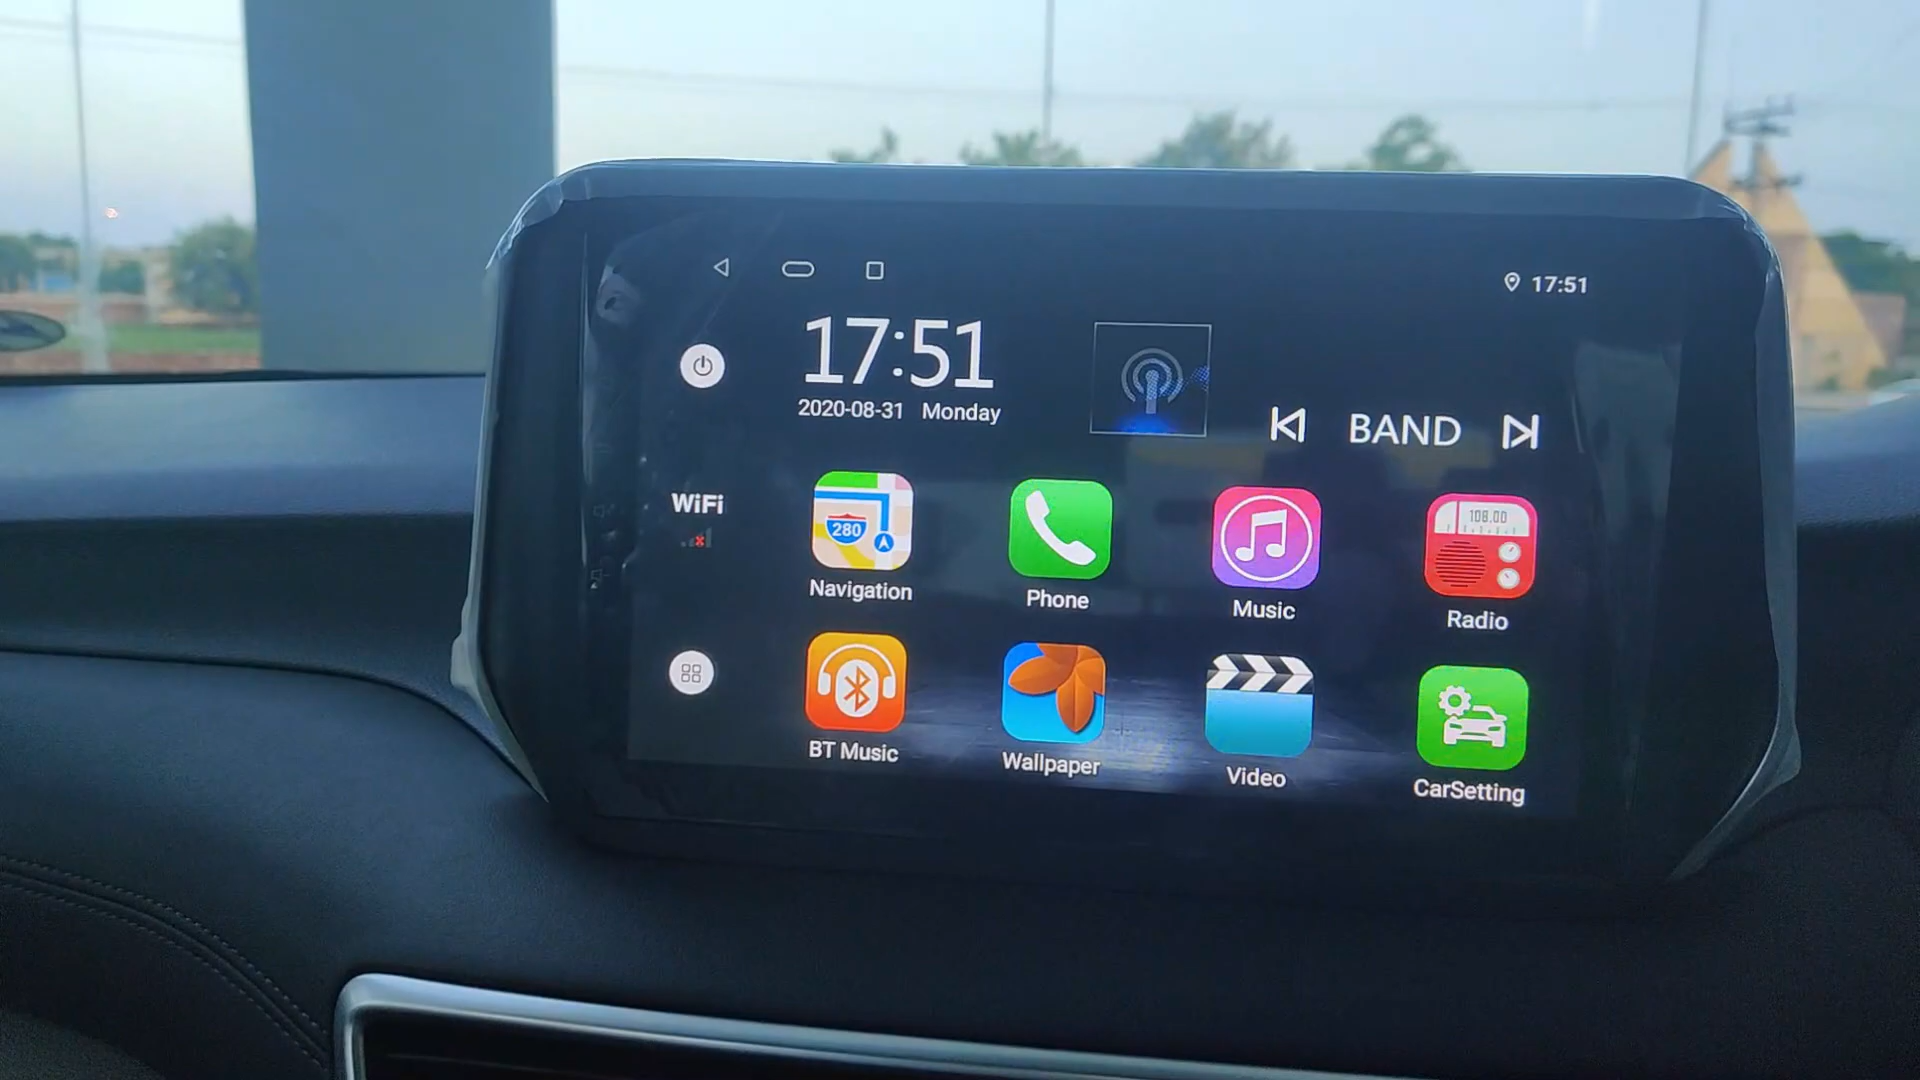 17:51
17:51
2020-08-31 Monday
BAND
WiFi
280
108.00
Navigation
Phone
Music
Radio
BT Music
Wallpaper
Video
CarSetting